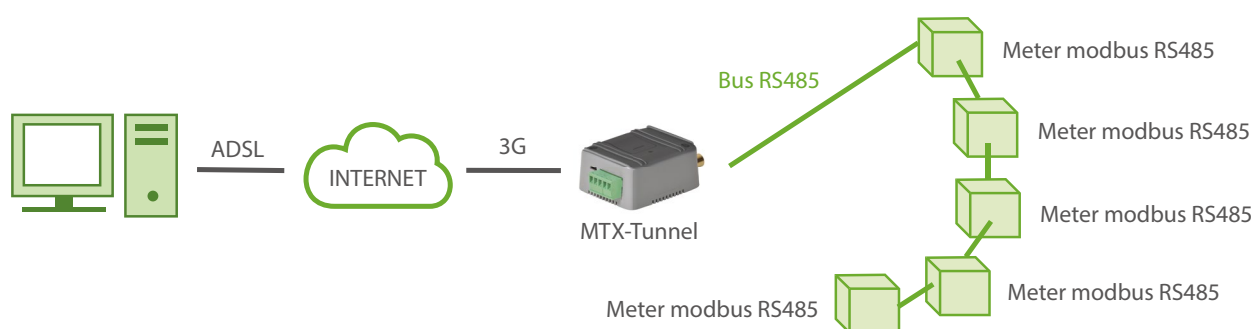 Meter modbus RS485
Bus RS485
Meter modbus RS485
ADSL
3G
INTERNET
Meter modbus RS485
MTX-Tunnel
Meter modbus RS485
Meter modbus RS485